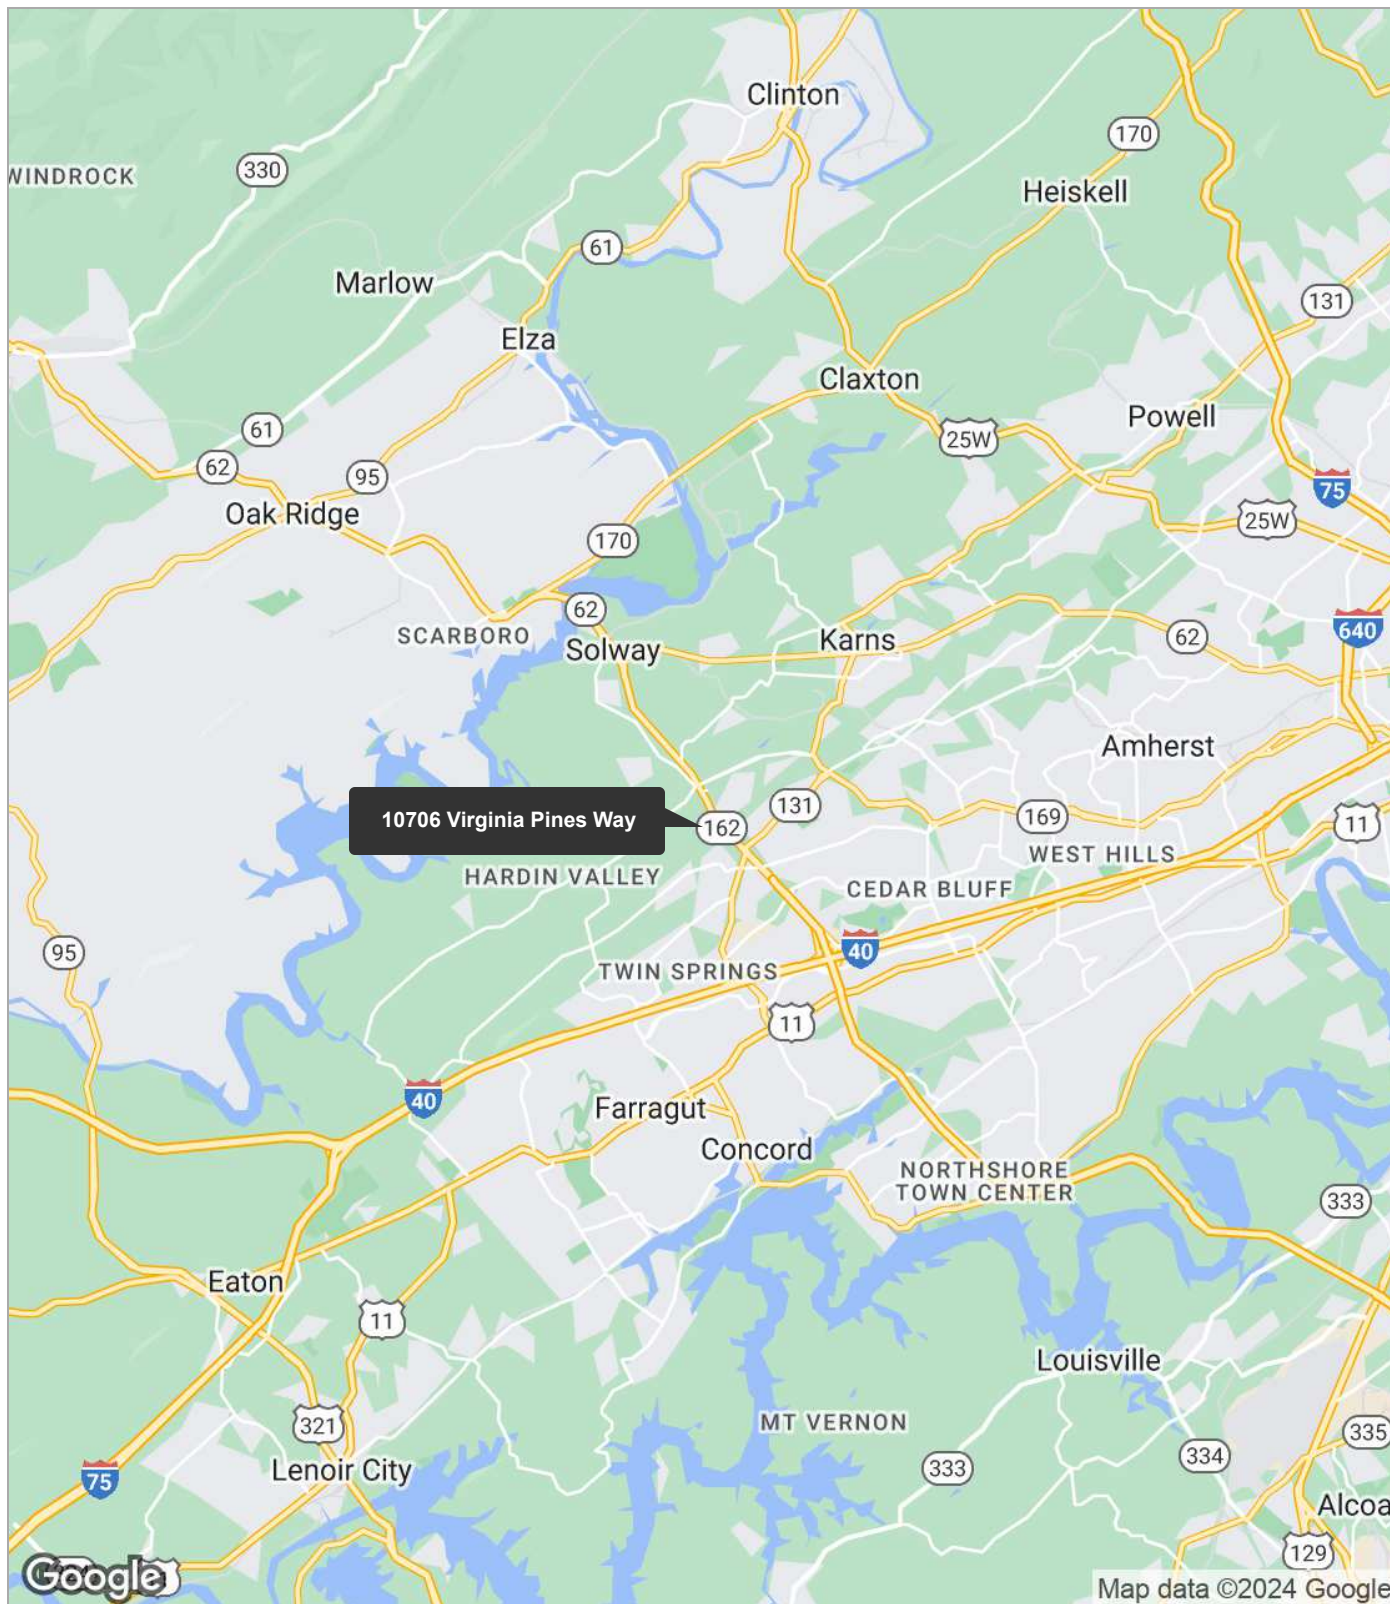 Clinton
170
330
WINDROCK
Heiskell
61
Marlow
131
Elza
Claxton
Powell
61
25W
62
95
75
Oak Ridge
25W
170
62
640
SCARBORO
62
Solway
Karns
Amherst
10706 Virginia Pines Way
162
131
169
11
WEST HILLS
HARDIN VALLEY
CEDAR BLUFF
95
40
TWIN SPRINGS
11
40
Farragut
Concord
NORTHSHORE
TOWN CENTER
333
Eaton
11
Louisville
321
MT VERNON
335
334
Lenoir City
333
75
Alcoa
129
Google
Map data ©2024 Google